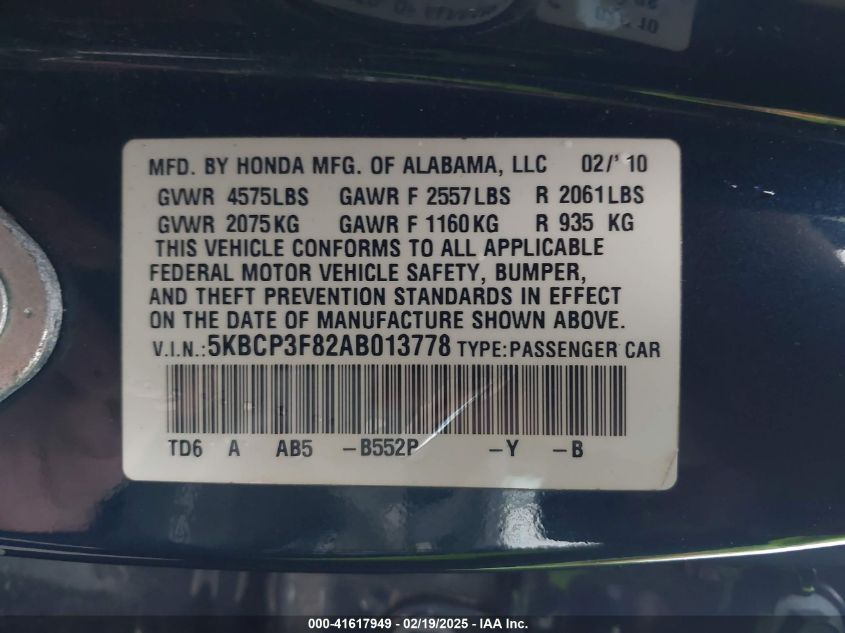 MFD. BY HONDA MFG. OF ALABAMA, LLC 02/'10
GVWR 4575LBS GAWR F 2557LBS R 2061LBS
GVWR 2075KG GAWR F 1160KG R 935 KG
THIS VEHICLE CONFORMS TO ALL APPLICABLE
FEDERAL MOTOR VEHICLE SAFETY, BUMPER,
AND THEFT PREVENTION STANDARDS IN EFFECT
ON THE DATE OF MANUFACTURE SHOWN ABOVE.
V.I.N.:5KBCP3F82AB013778 TYPE:PASSENGER CAR
TD6 A AB5 -B552P -Y -B
000-41617949 - 02/19/2025 - IAA Inc.